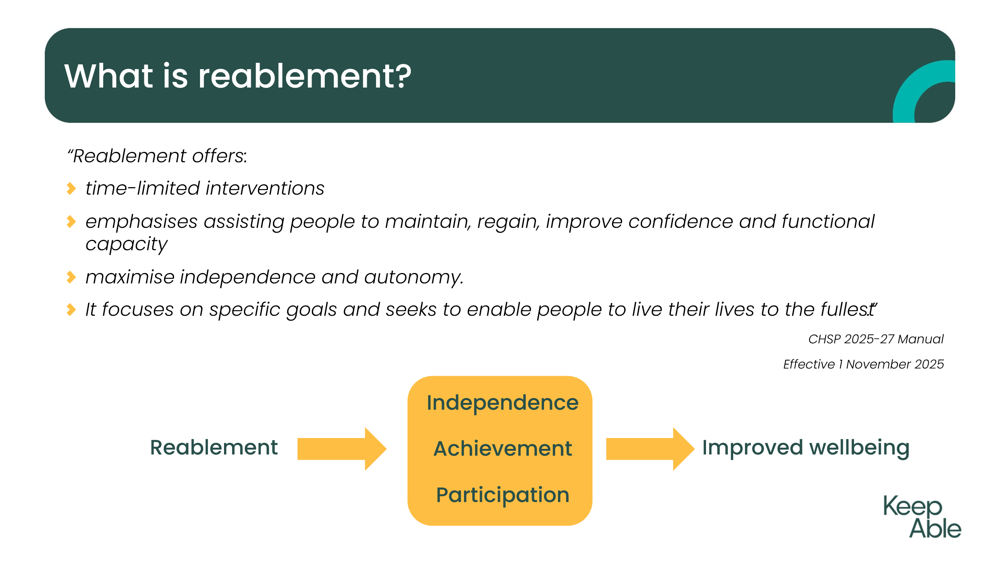 What is reablement?
“Reablement offers:
time-limited interventions
emphasises assisting people to maintain, regain, improve confidence and functional
capacity
maximise independence and autonomy.
It focuses on specific goals and seeks to enable people to live their lives to the fullest.”
CHSP 2025-27 Manual
Effective 1 November 2025
Independence
Achievement
Participation
Reablement
Improved wellbeing
Keep
Able